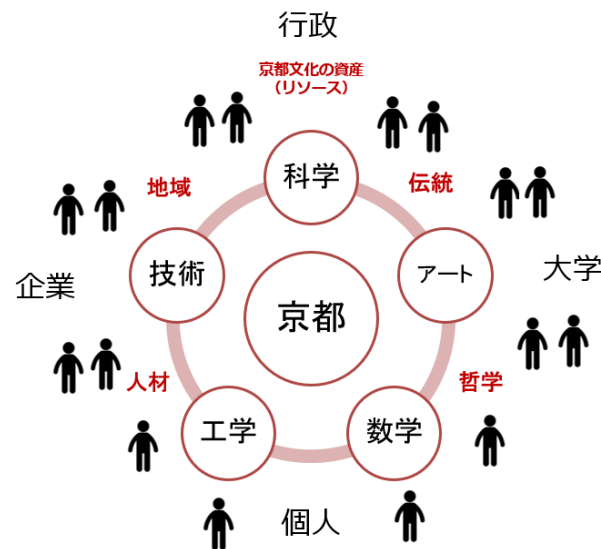 行政
京都文化の資産
（リソース）
科学
地域
伝統
技術
アート
企業
大学
京都
人材
哲学
工学
数学
個人